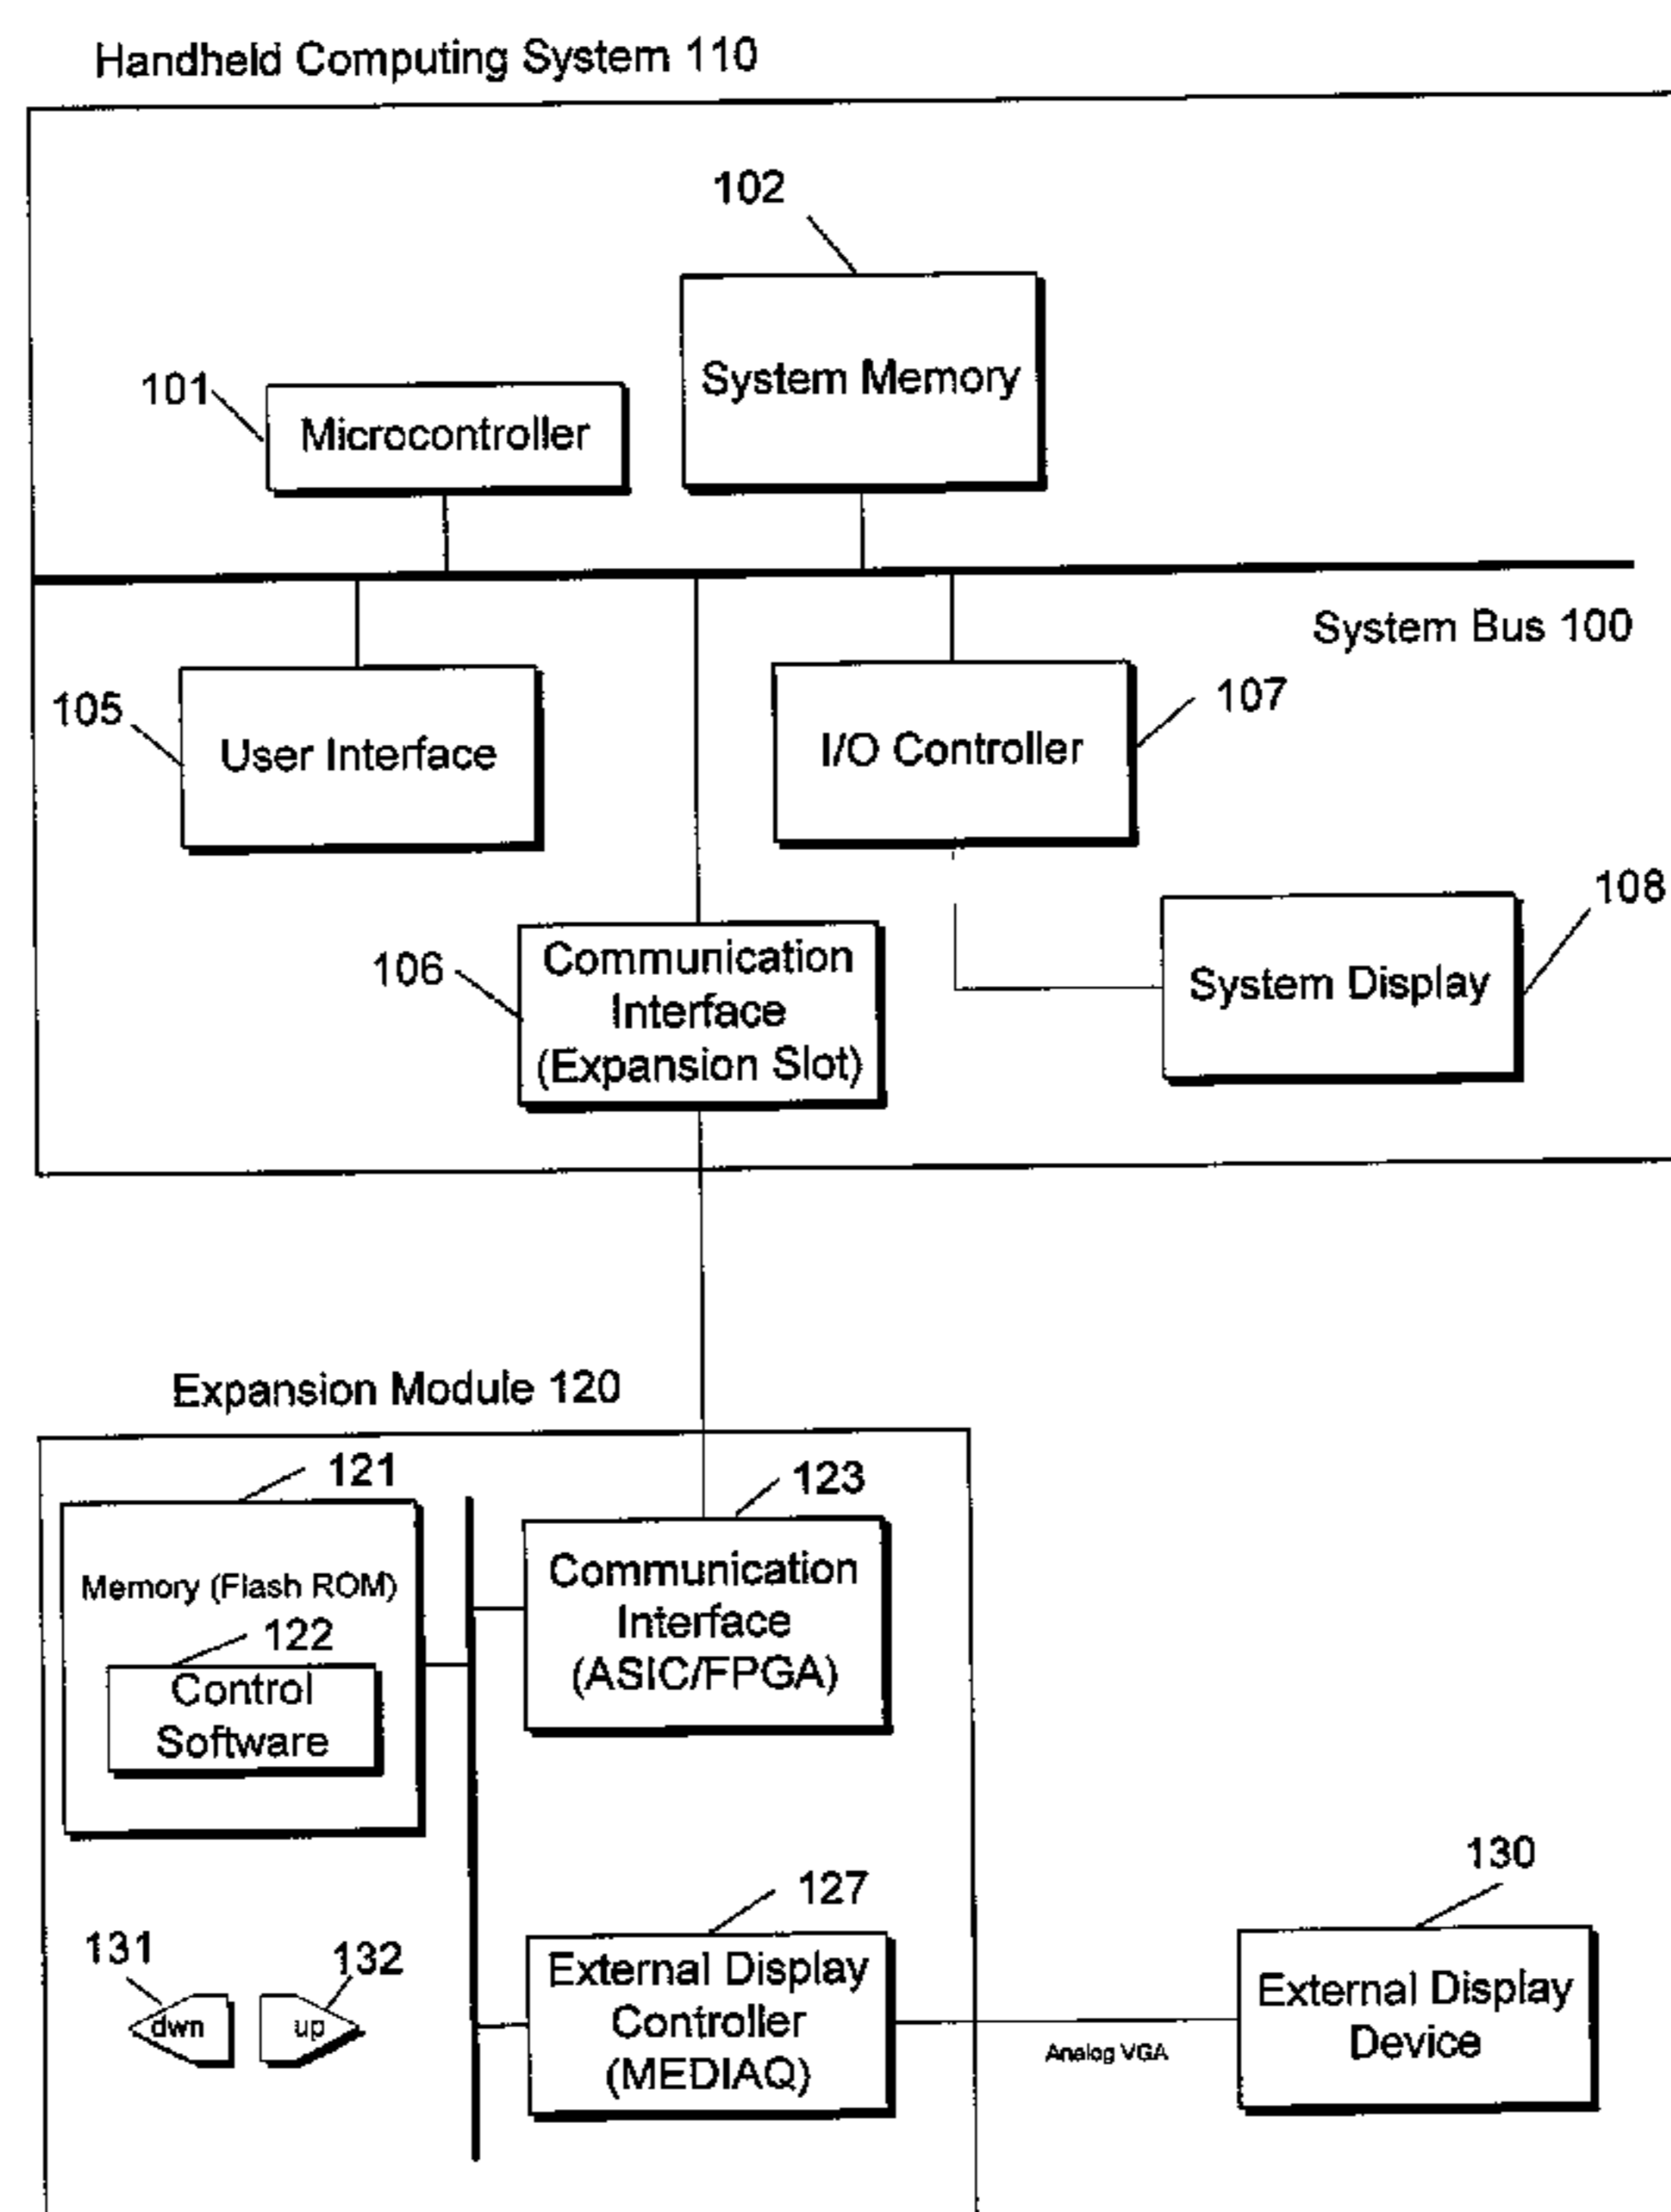 Handheld Computing System 110
102
System Memory
101
Microcontroller
System Bus 100
105
User Interface
107
I/O Controller
108
106
Communication
Interface
(Expansion Slot)
System Display
Expansion Module 120
121
123
Memory (Flash ROM)
122
Control
Software
Communication
Interface
(ASIC/FPGA)
130
127
131
132
dwn
up
External Display
Controller
(MEDIAQ)
Analog VGA
External Display
Device